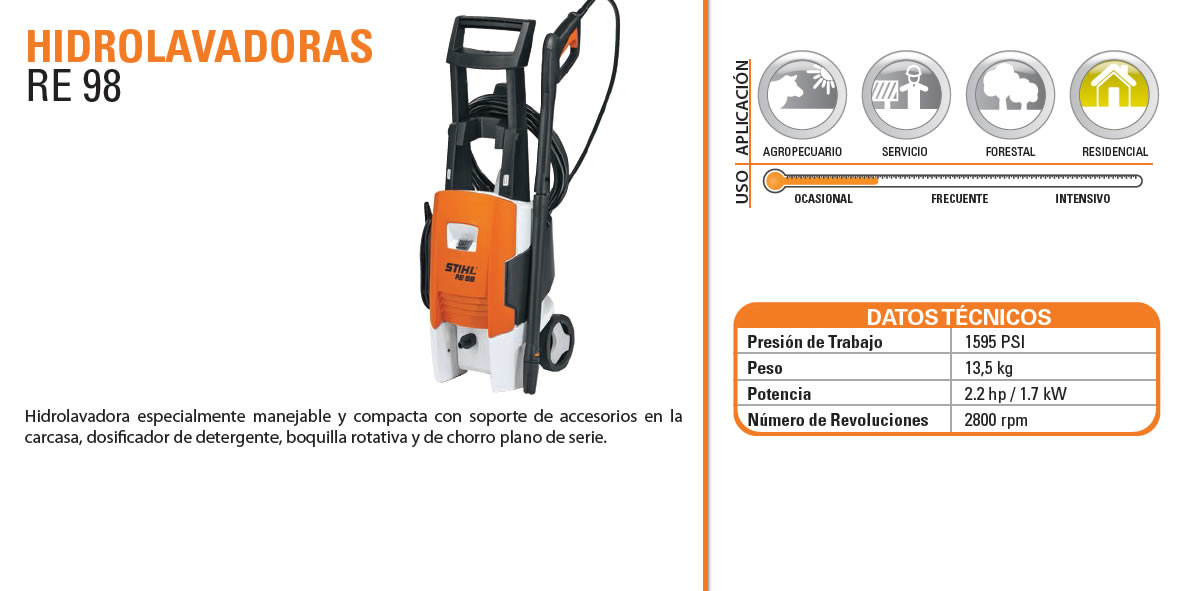 HIDROLAVADORAS
RE 98
STIHL
RE 98
Hidrolavadora especialmente manejable y compacta con soporte de accesorios en la
carcasa, dosificador de detergente, boquilla rotativa y de chorro plano de serie.
APLICACIÓN
AGROPECUARIO SERVICIO FORESTAL RESIDENCIAL
USO
OCASIONAL FRECUENTE INTENSIVO
DATOS TÉCNICOS
Presión de Trabajo 1595 PSI
Peso 13,5 kg
Potencia 2.2 hp / 1.7 kW
Número de Revoluciones 2800 rpm